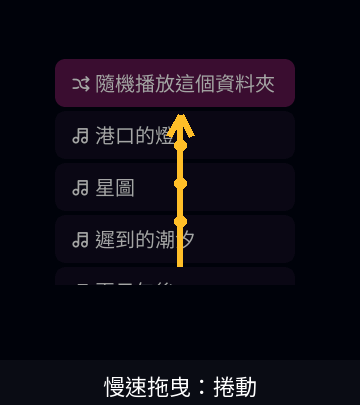 隨機播放這個資料夾
港口的燈
星圖
遲到的潮汐
慢速拖曳：捲動